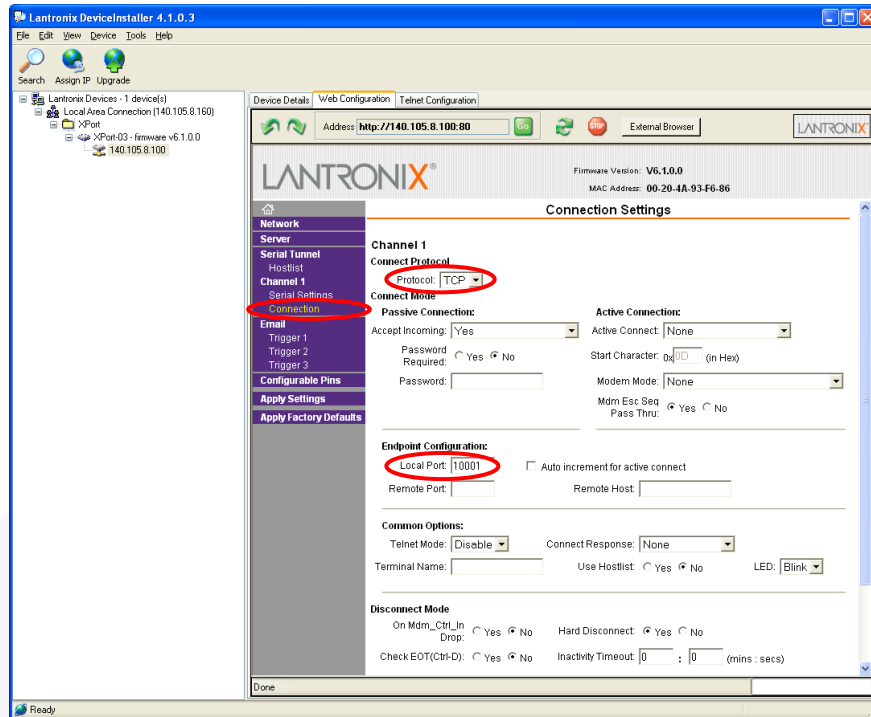 Lantronix DeviceInstaller 4.1.0.3
File Edit View Device Tools Help
Search Assign IP Upgrade
Lantronix Devices - 1 device(s)
Local Area Connection (140.105.8.160)
XPort
XPort-03 - firmware v6.1.0.0
140.105.8.100
Device Details Web Configuration Telnet Configuration
Address http://140.105.8.100:80 Go STOP External Browser LANTRONIX
LANTRONIX®
Firmware Version: V6.1.0.0
MAC Address: 00-20-4A-93-F6-86
Network
Server
Serial Tunnel
Hostlist
Channel 1
Serial Settings
Connection
Email
Trigger 1
Trigger 2
Trigger 3
Configurable Pins
Apply Settings
Apply Factory Defaults
Connection Settings
Channel 1
Connect Protocol
Protocol: TCP
Connect Mode
Passive Connection: Active Connection:
Accept Incoming: Yes Active Connect: None
Password Required: Yes No Start Character: 0x 0D (in Hex)
Password: Modem Mode: None
Mdm Esc Seq Pass Thru: Yes No
Endpoint Configuration:
Local Port: 10001 Auto increment for active connect
Remote Port: Remote Host:
Common Options:
Telnet Mode: Disable Connect Response: None
Terminal Name: Use Hostlist: Yes No LED: Blink
Disconnect Mode
On Mdm_Ctrl_In Drop: Yes No Hard Disconnect: Yes No
Check EOT(Ctrl-D): Yes No Inactivity Timeout: 0 : 0 (mins : secs)
Done
Ready